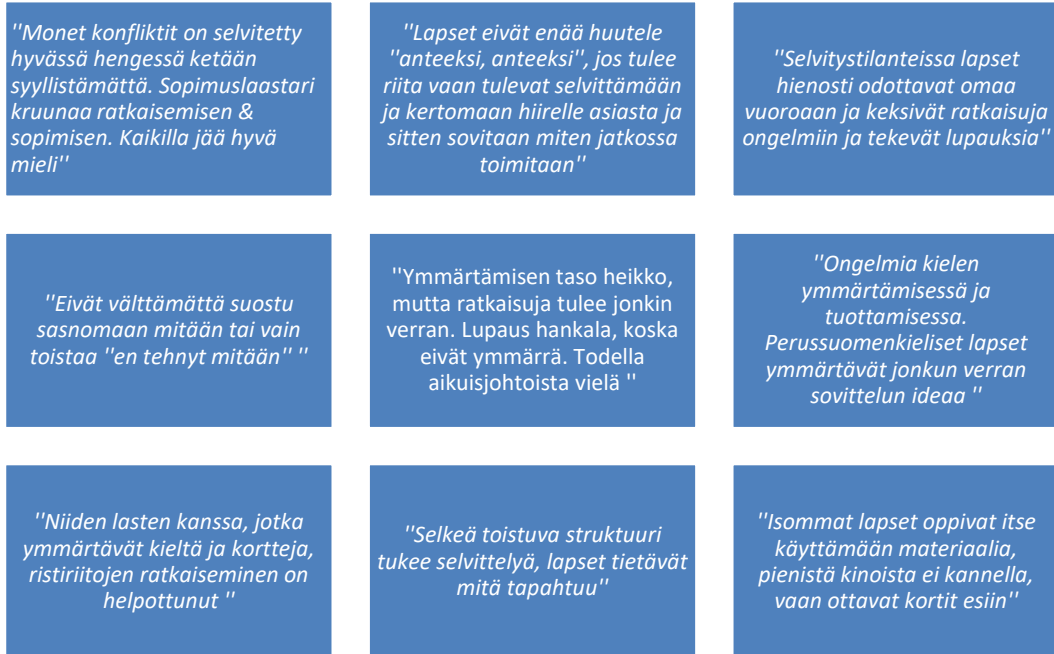 ''Monet konfliktit on selvitetty
hyvässä hengessä ketään
syyllistämättä. Sopimuslaastari
kruunaa ratkaisemisen &
sopimisen. Kaikilla jää hyvä
mieli''
''Lapset eivät enää huutele
''anteeksi, anteeksi'', jos tulee
riita vaan tulevat selvittämään
ja kertomaan hiirelle asiasta ja
sitten sovitaan miten jatkossa
toimitaan''
''Selvitystilanteissa lapset
hienosti odottavat omaa
vuoroaan ja keksivät ratkaisuja
ongelmiin ja tekevät lupauksia''
''Eivät välttämättä suostu
sasnomaan mitään tai vain
toistaa ''en tehnyt mitään'' ''
''Ymmärtämisen taso heikko,
mutta ratkaisuja tulee jonkin
verran. Lupaus hankala, koska
eivät ymmärrä. Todella
aikuisjohtoista vielä ''
''Ongelmia kielen
ymmärtämisessä ja
tuottamisessa.
Perussuomenkieliset lapset
ymmärtävät jonkun verran
sovittelun ideaa ''
''Niiden lasten kanssa, jotka
ymmärtävät kieltä ja kortteja,
ristiriitojen ratkaiseminen on
helpottunut ''
''Selkeä toistuva struktuuri
tukee selvittelyä, lapset tietävät
mitä tapahtuu''
''Isommat lapset oppivat itse
käyttämään materiaalia,
pienistä kinoista ei kannella,
vaan ottavat kortit esiin''